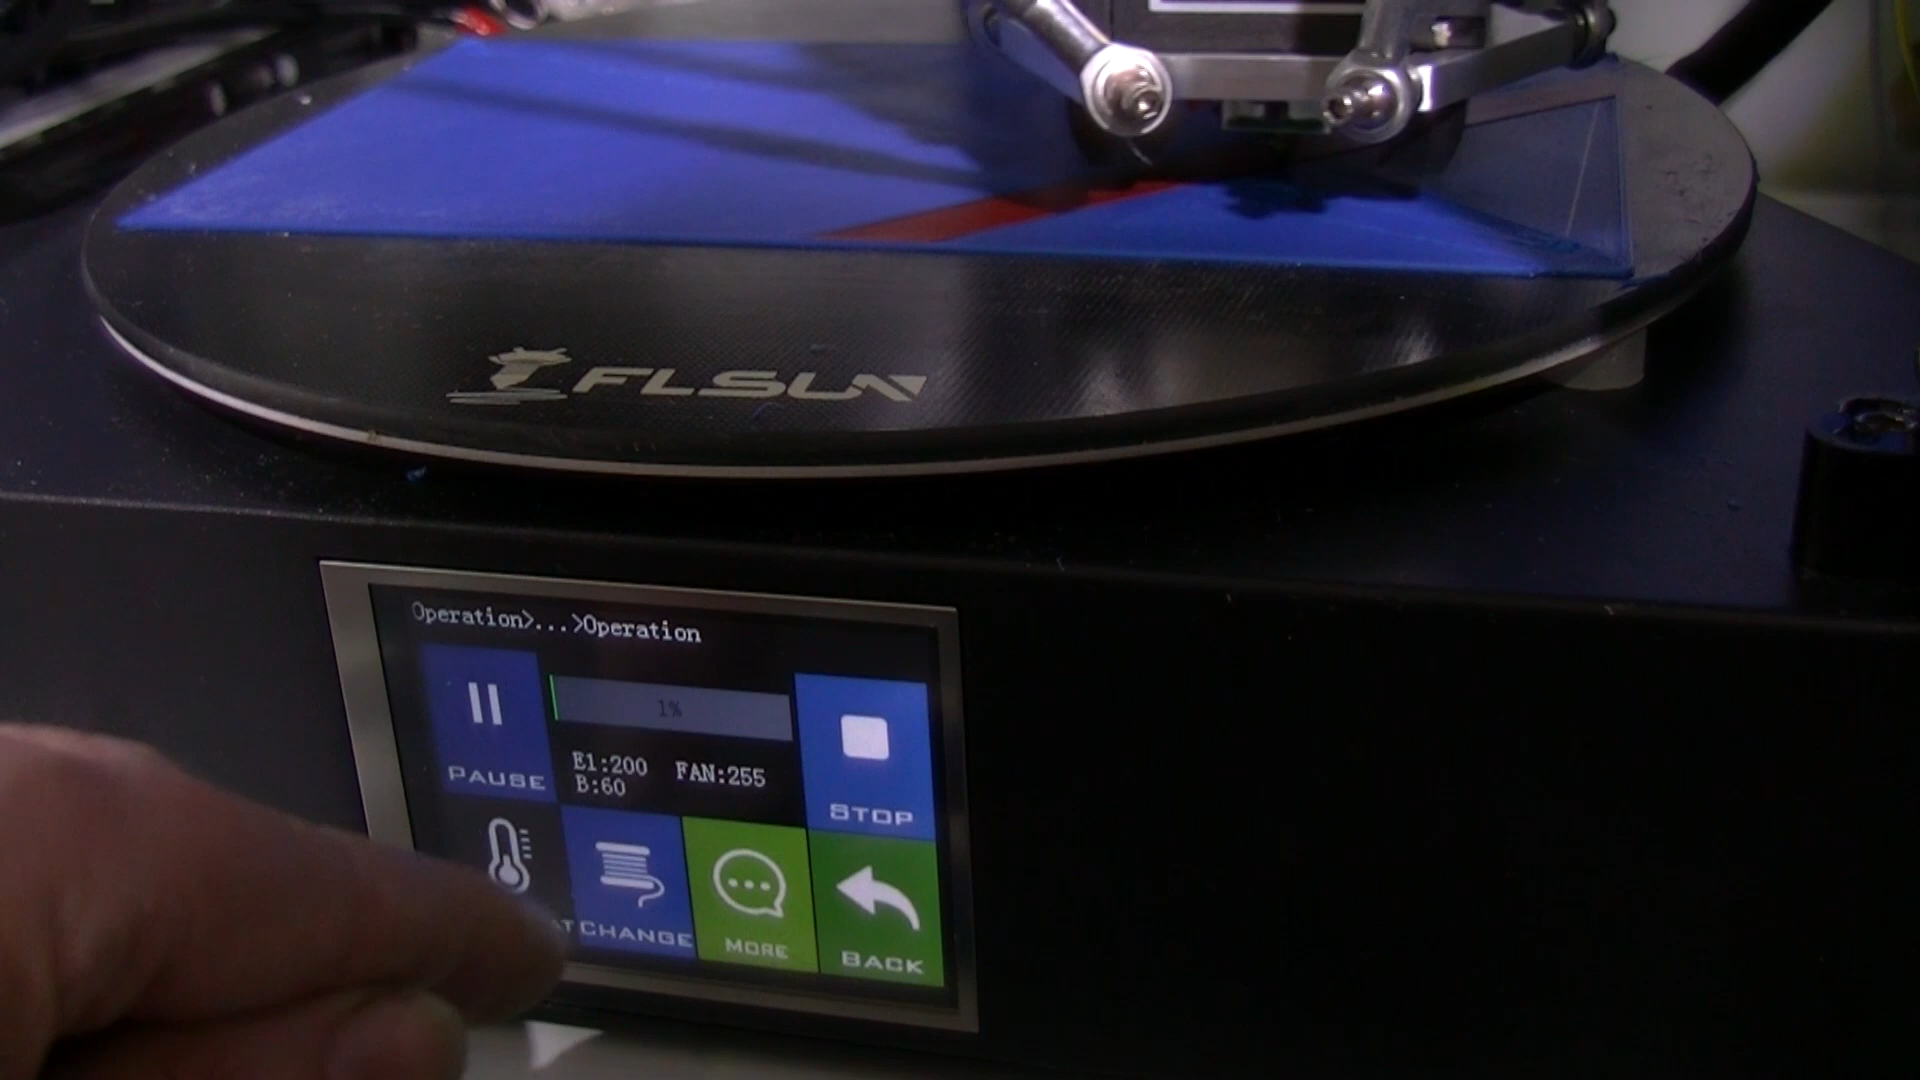 FLSUN
Operation>...>Operation
PAUSE
1%
E1:200 FAN:255
B:60
STOP
CHANGE
MORE
BACK